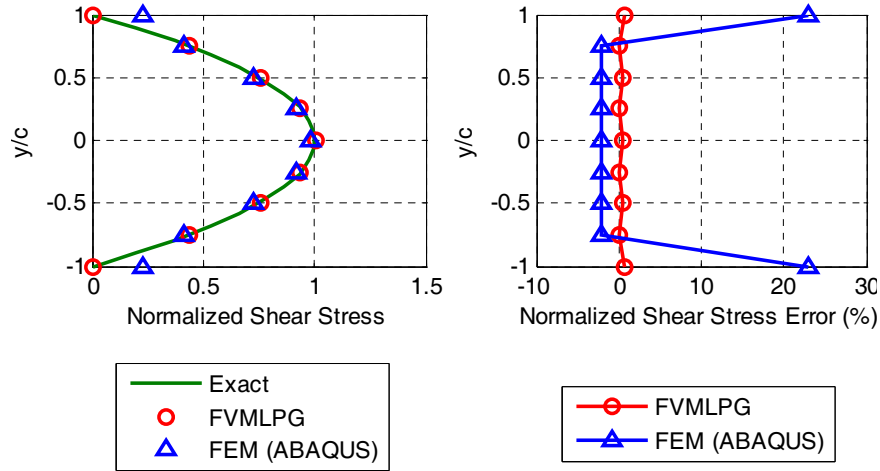 1
0.5
0
-0.5
-1
y/c
0
0.5
1
1.5
Normalized Shear Stress
Exact
FVMLPG
FEM (ABAQUS)
1
0.5
0
-0.5
-1
y/c
-10
0
10
20
30
Normalized Shear Stress Error (%)
FVMLPG
FEM (ABAQUS)